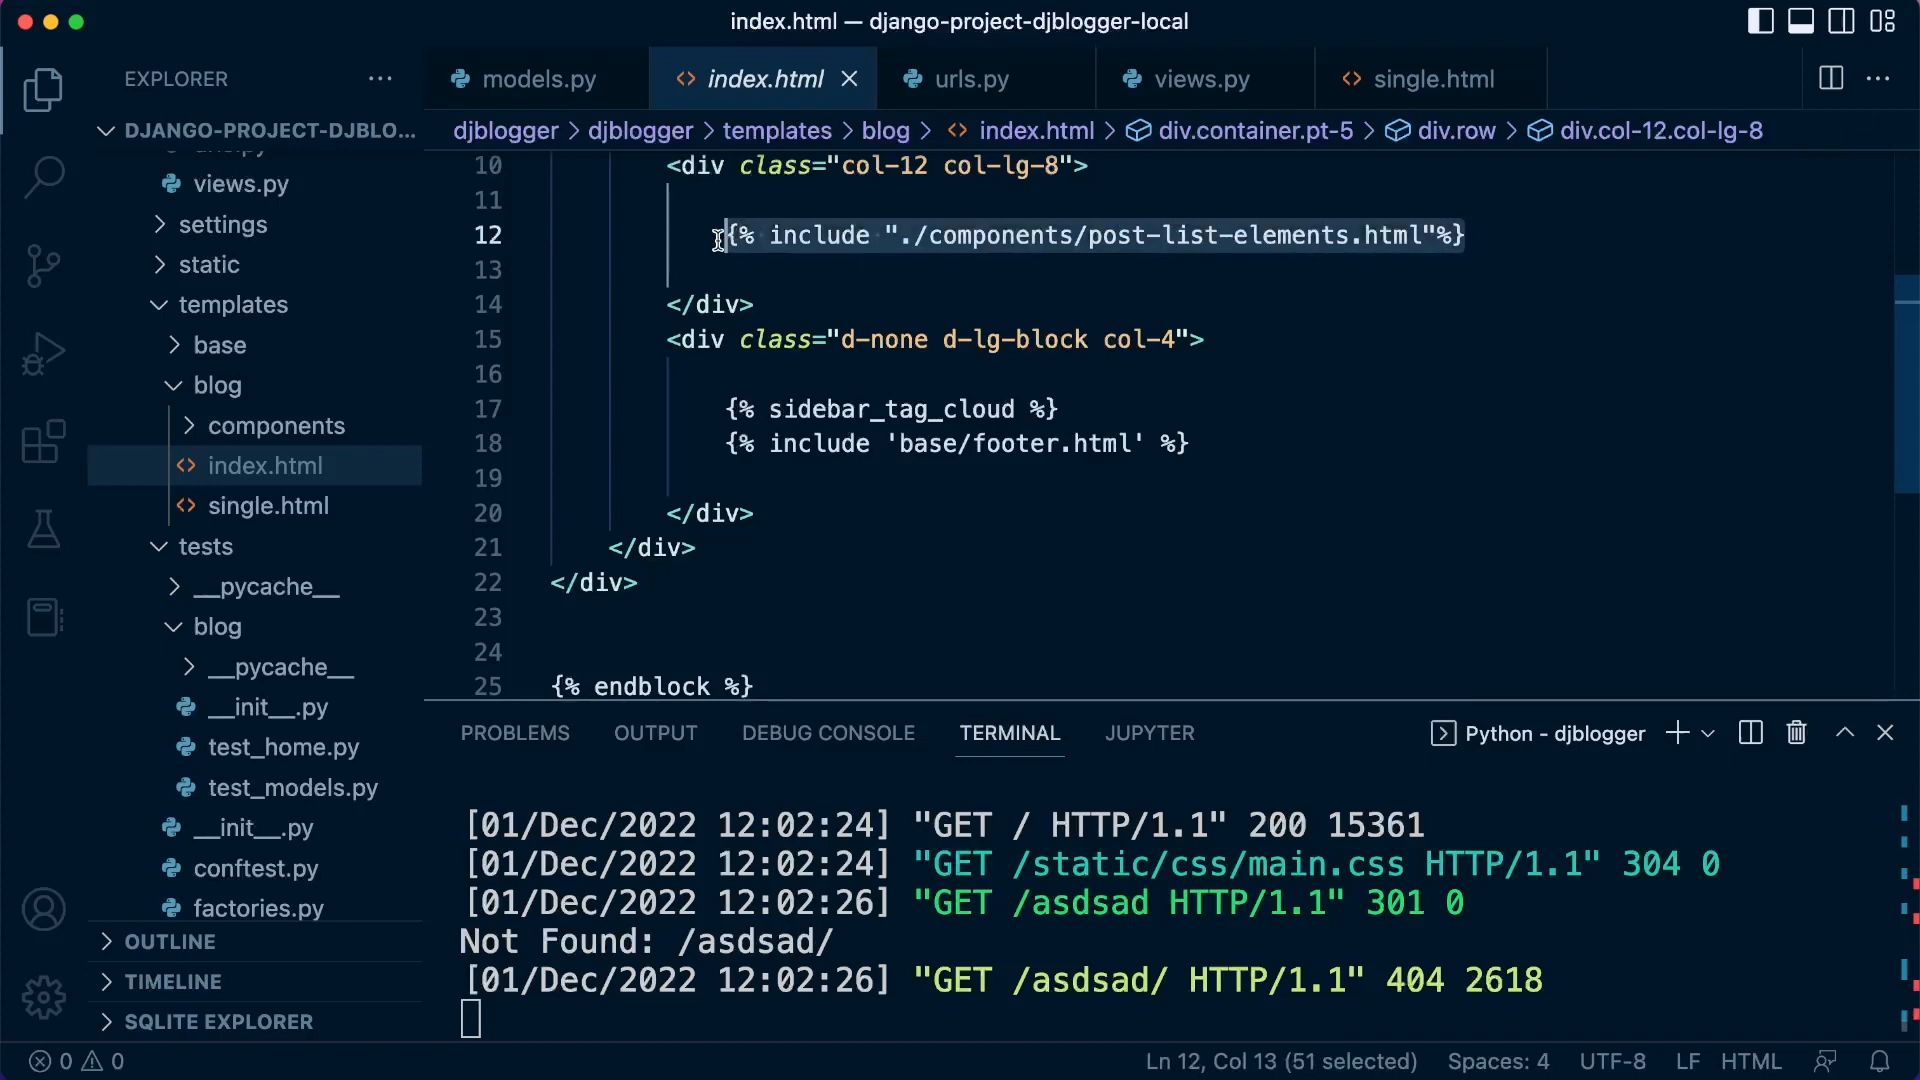 index.html — django-project-djblogger-local
EXPLORER
models.py
index.html
urls.py
views.py
single.html
DJANGO-PROJECT-DJBLO...
djblogger > djblogger > templates > blog > <> index.html > div.container.pt-5 > div.row > div.col-12.col-lg-8
views.py
settings
static
templates
base
blog
components
index.html
single.html
tests
__pycache__
blog
__pycache__
__init__.py
test_home.py
test_models.py
__init__.py
conftest.py
factories.py
OUTLINE
TIMELINE
SQLITE EXPLORER
10 <div class="col-12 col-lg-8">
11
12 {% include "./components/post-list-elements.html"%}
13
14 </div>
15 <div class="d-none d-lg-block col-4">
16
17 {% sidebar_tag_cloud %}
18 {% include 'base/footer.html' %}
19
20 </div>
21 </div>
22 </div>
23
24
25 {% endblock %}
PROBLEMS OUTPUT DEBUG CONSOLE TERMINAL JUPYTER Python - djblogger
[01/Dec/2022 12:02:24] "GET / HTTP/1.1" 200 15361
[01/Dec/2022 12:02:24] "GET /static/css/main.css HTTP/1.1" 304 0
[01/Dec/2022 12:02:26] "GET /asdsad HTTP/1.1" 301 0
Not Found: /asdsad/
[01/Dec/2022 12:02:26] "GET /asdsad/ HTTP/1.1" 404 2618
0 0 Ln 12, Col 13 (51 selected) Spaces: 4 UTF-8 LF HTML